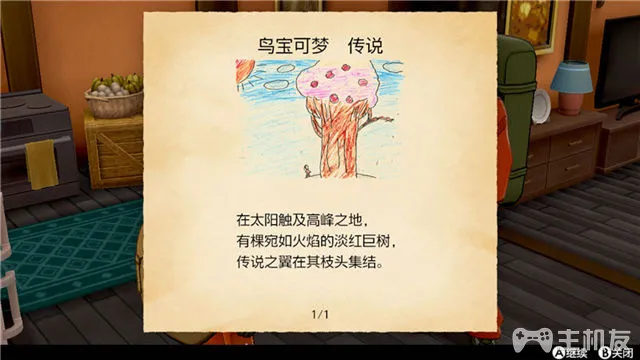 鸟宝可梦　传说
在太阳触及高峰之地，
有棵宛如火焰的淡红巨树，
传说之翼在其枝头集结。
1/1
主机友
A继续 B关闭